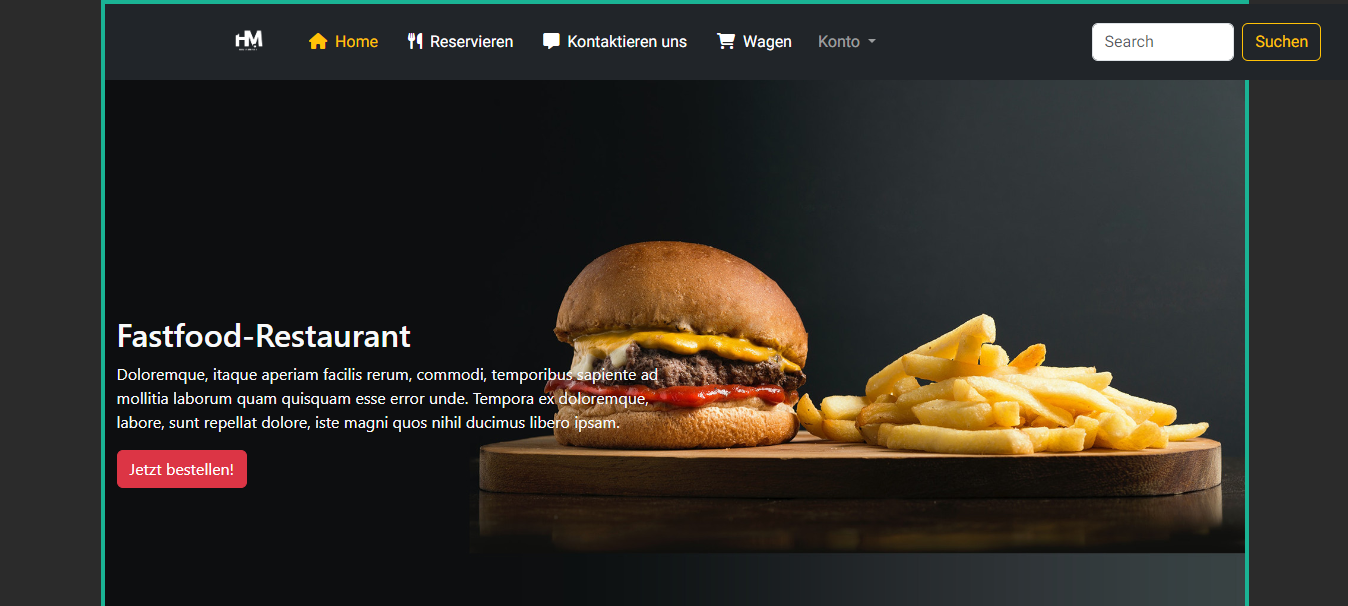 HM
Home Reservieren Kontaktieren uns Wagen Konto Search Suchen
Fastfood-Restaurant
Doloremque, itaque aperiam facilis rerum, commodi, temporibus sapiente ad
mollitia laborum quam quisquam esse error unde. Tempora ex doloremque,
labore, sunt repellat dolore, iste magni quos nihil ducimus libero ipsam.
Jetzt bestellen!